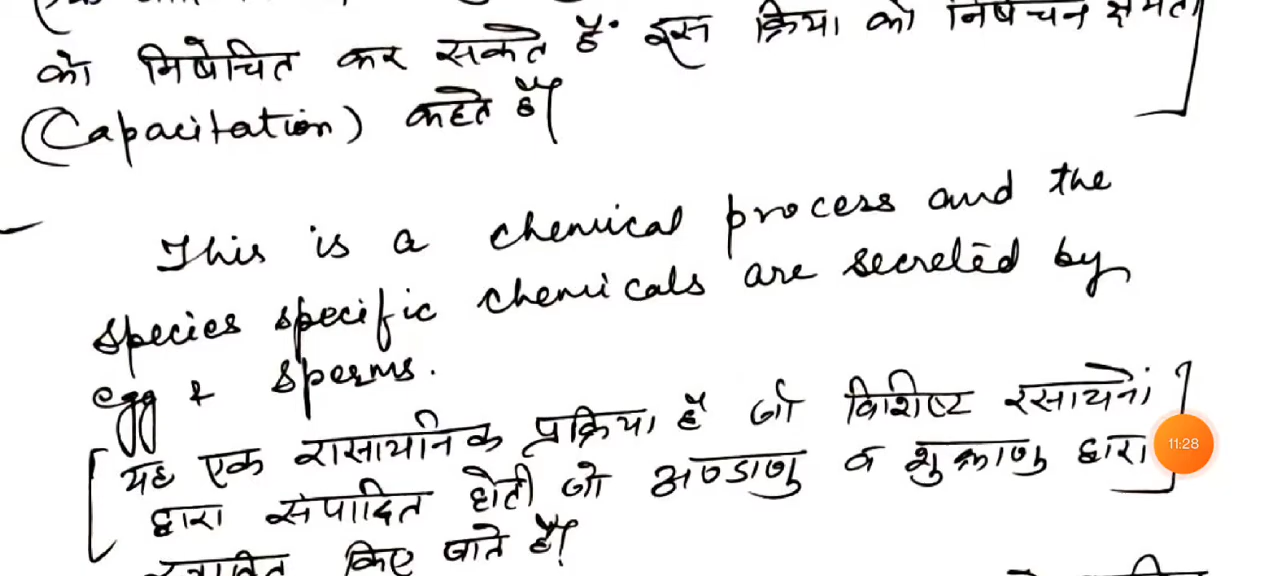 को निषेचित कर सकते हैं. इस क्रिया को निषेचन क्षमता
(Capacitation) कहते हैं।
This is a chemical process and the
species specific chemicals are secreted by
egg & sperms.
यह एक रासायनिक प्रक्रिया है जो विशिष्ट रसायनों
द्वारा संपादित होती जो अण्डाणु व शुक्राणु द्वारा
किए जाते हैं।
11:28